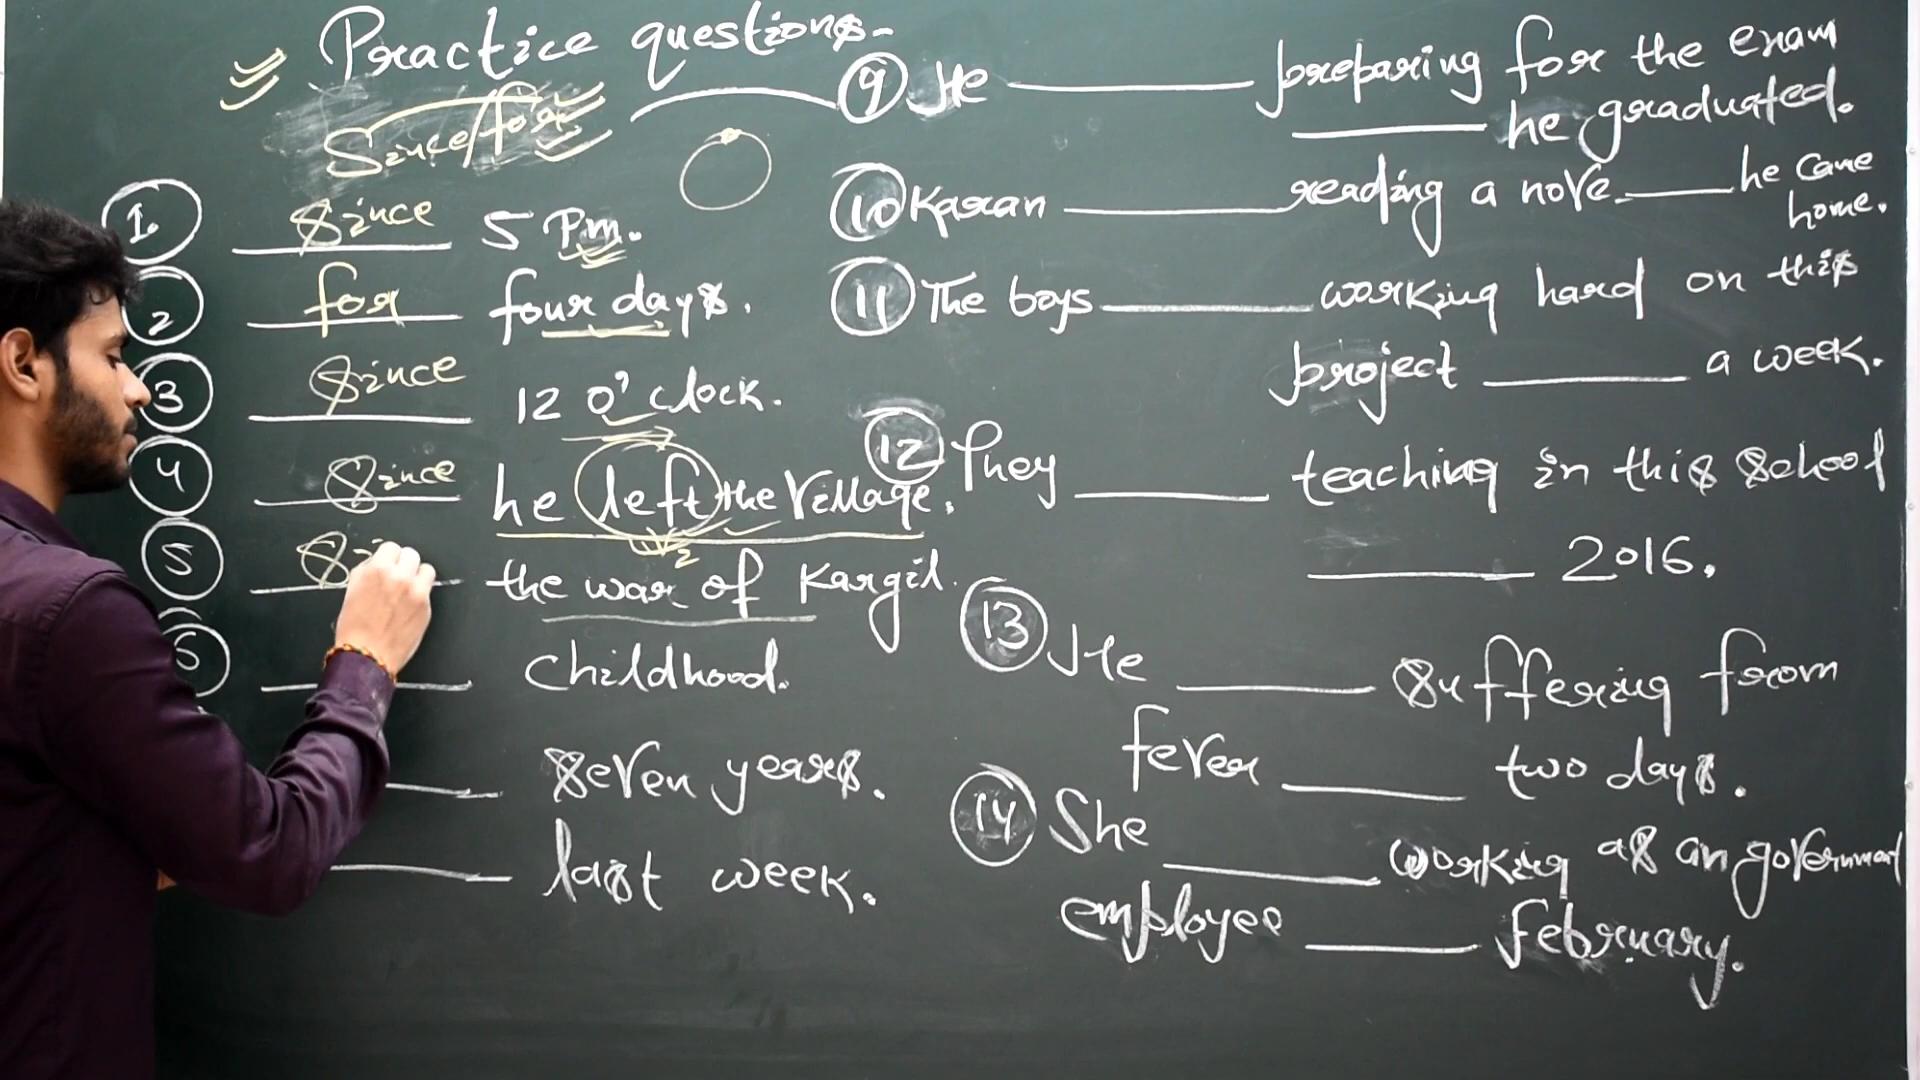 Practice questions-
Since/for
1. Since 5 Pm.
2 for four days.
3 Since 12 O' clock.
4 Since he left the Village.
2
5 Si the war of Kargil.
6 Childhood.
Seven years.
last week.
9 He ______ preparing for the exam
______ he graduated.
10 Karan ______ reading a nove. ______ he came
home.
11 The boys ______ working hard on this
project ______ a week.
12 They ______ teaching in this School
______ 2016.
13 He ______ Suffering from
fever ______ two days.
14 She ______ working as an government
employee ______ February.